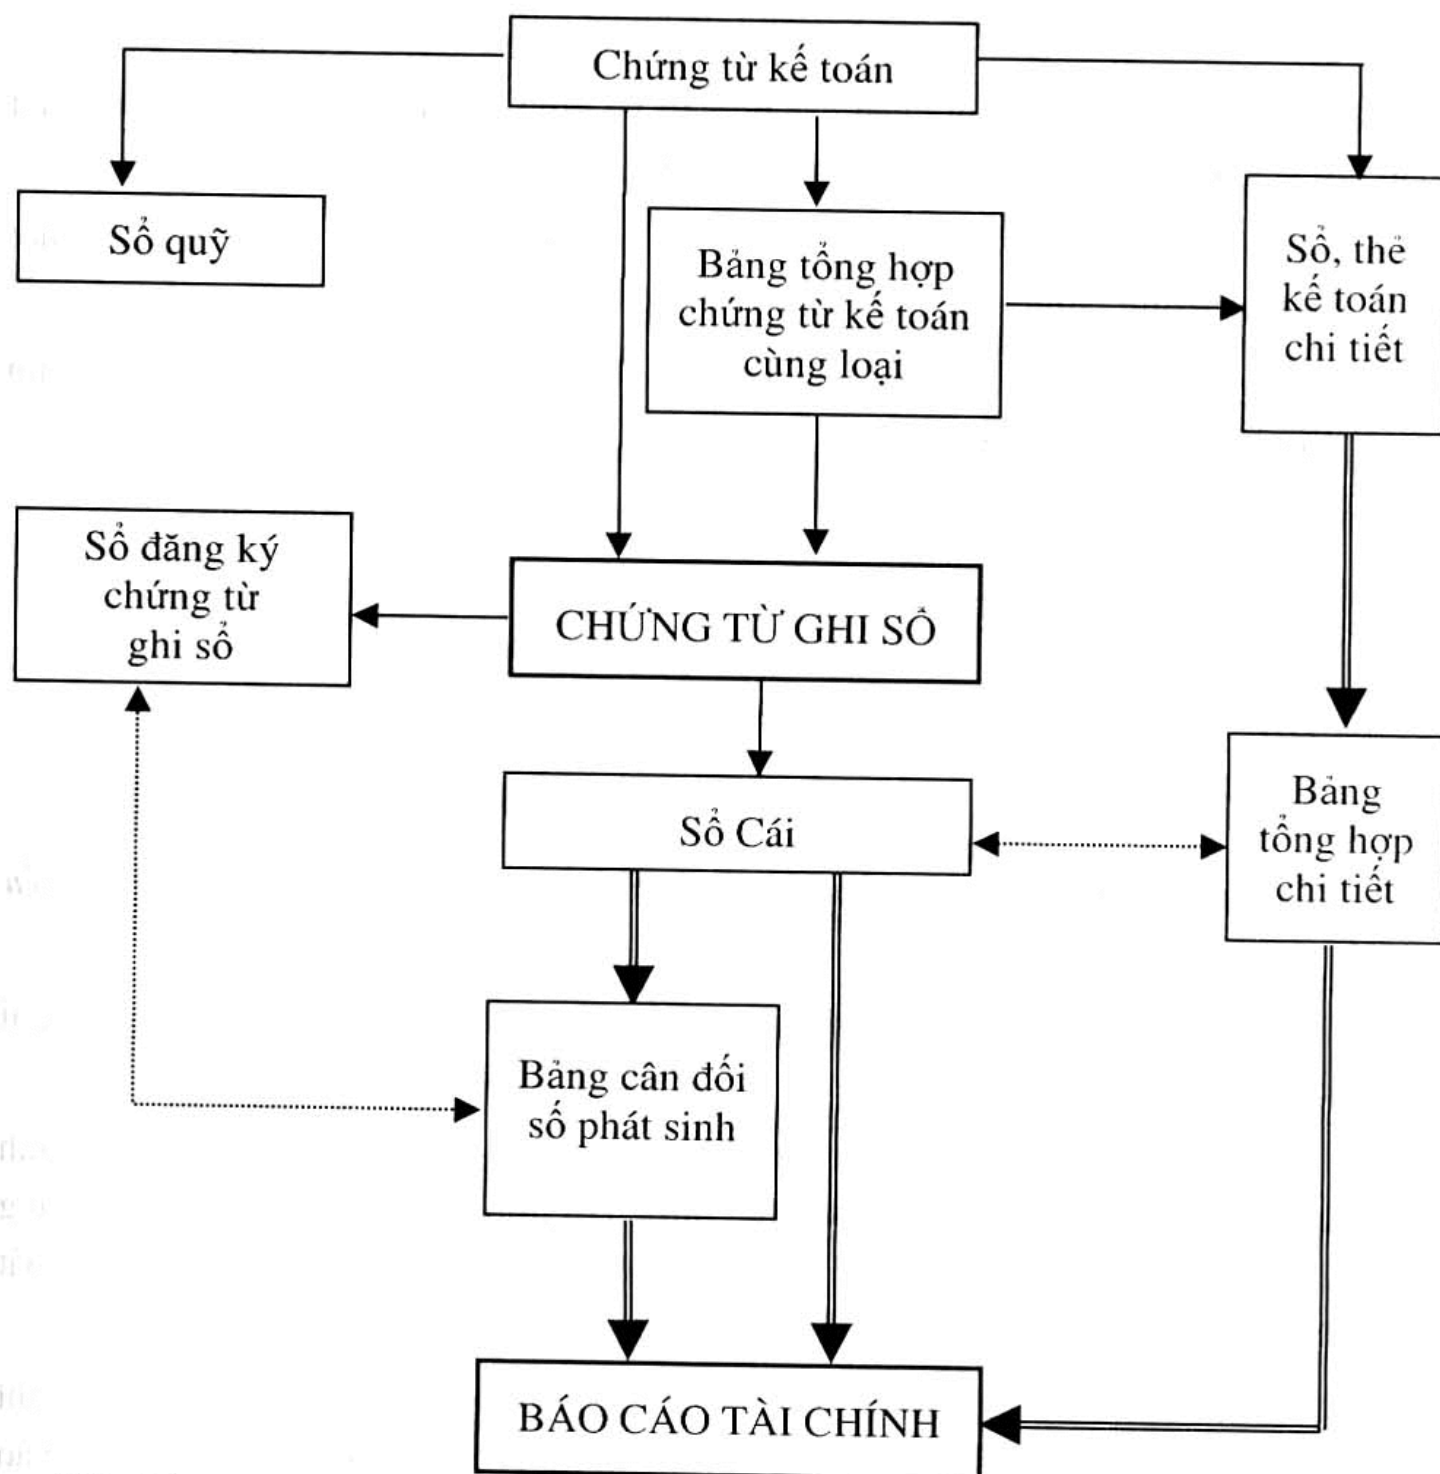 Chứng từ kế toán
Sổ quỹ
Bảng tổng hợp
chứng từ kế toán
cùng loại
Sổ, thẻ
kế toán
chi tiết
Sổ đăng ký
chứng từ
ghi sổ
CHỨNG TỪ GHI SỔ
Sổ Cái
Bảng
tổng hợp
chi tiết
Bảng cân đối
số phát sinh
BÁO CÁO TÀI CHÍNH